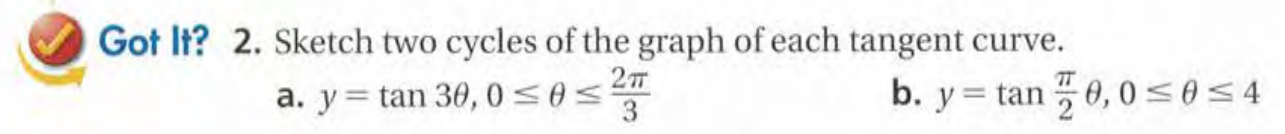 Got It? 2. Sketch two cycles of the graph of each tangent curve.
a. y = tan 3θ, 0 ≤ θ ≤ 2π/3 b. y = tan π/2 θ, 0 ≤ θ ≤ 4